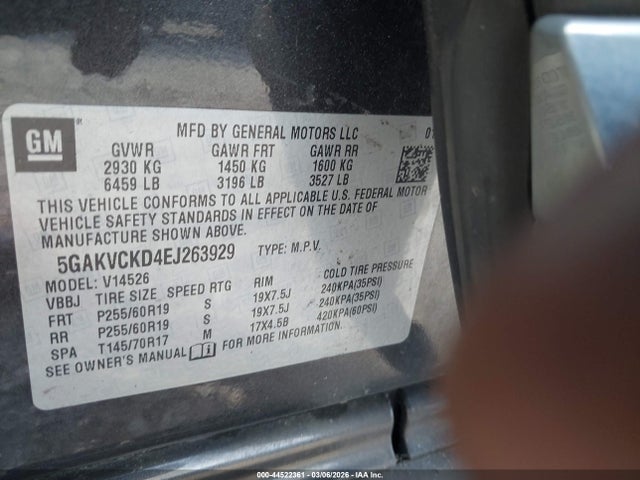 GM
MFD BY GENERAL MOTORS LLC
GVWR GAWR FRT GAWR RR
2930 KG 1450 KG 1600 KG
6459 LB 3196 LB 3527 LB
THIS VEHICLE CONFORMS TO ALL APPLICABLE U.S. FEDERAL MOTOR
VEHICLE SAFETY STANDARDS IN EFFECT ON THE DATE OF
MANUFACTURE SHOWN ABOVE.
5GAKVCKD4EJ263929 TYPE: M.P.V.
MODEL: V14526
VBBJ TIRE SIZE SPEED RTG RIM COLD TIRE PRESSURE
FRT P255/60R19 S 19X7.5J 240KPA(35PSI)
RR P255/60R19 S 19X7.5J 240KPA(35PSI)
SPA T145/70R17 M 17X4.5B 420KPA(60PSI)
SEE OWNER'S MANUAL FOR MORE INFORMATION.
© 44522361 - 03/06/2026 - IAA Inc.